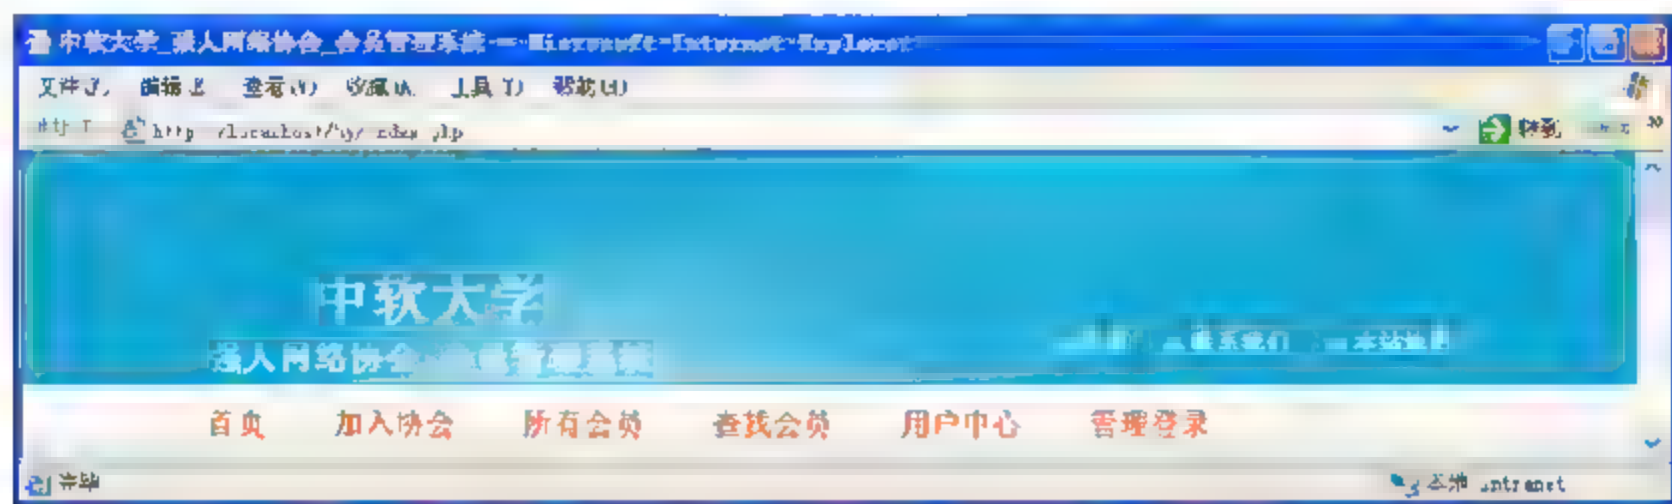 中软大学_强人网络协会_会员管理系统 - Microsoft Internet Explorer
文件 编辑 查看(V) 收藏(A) 工具(T) 帮助(H)
http://localhost/ index.php 转到
中软大学
强人网络协会
联系我们 本站地图
首页 加入协会 所有会员 查找会员 用户中心 管理登录
完毕 本地 Intranet